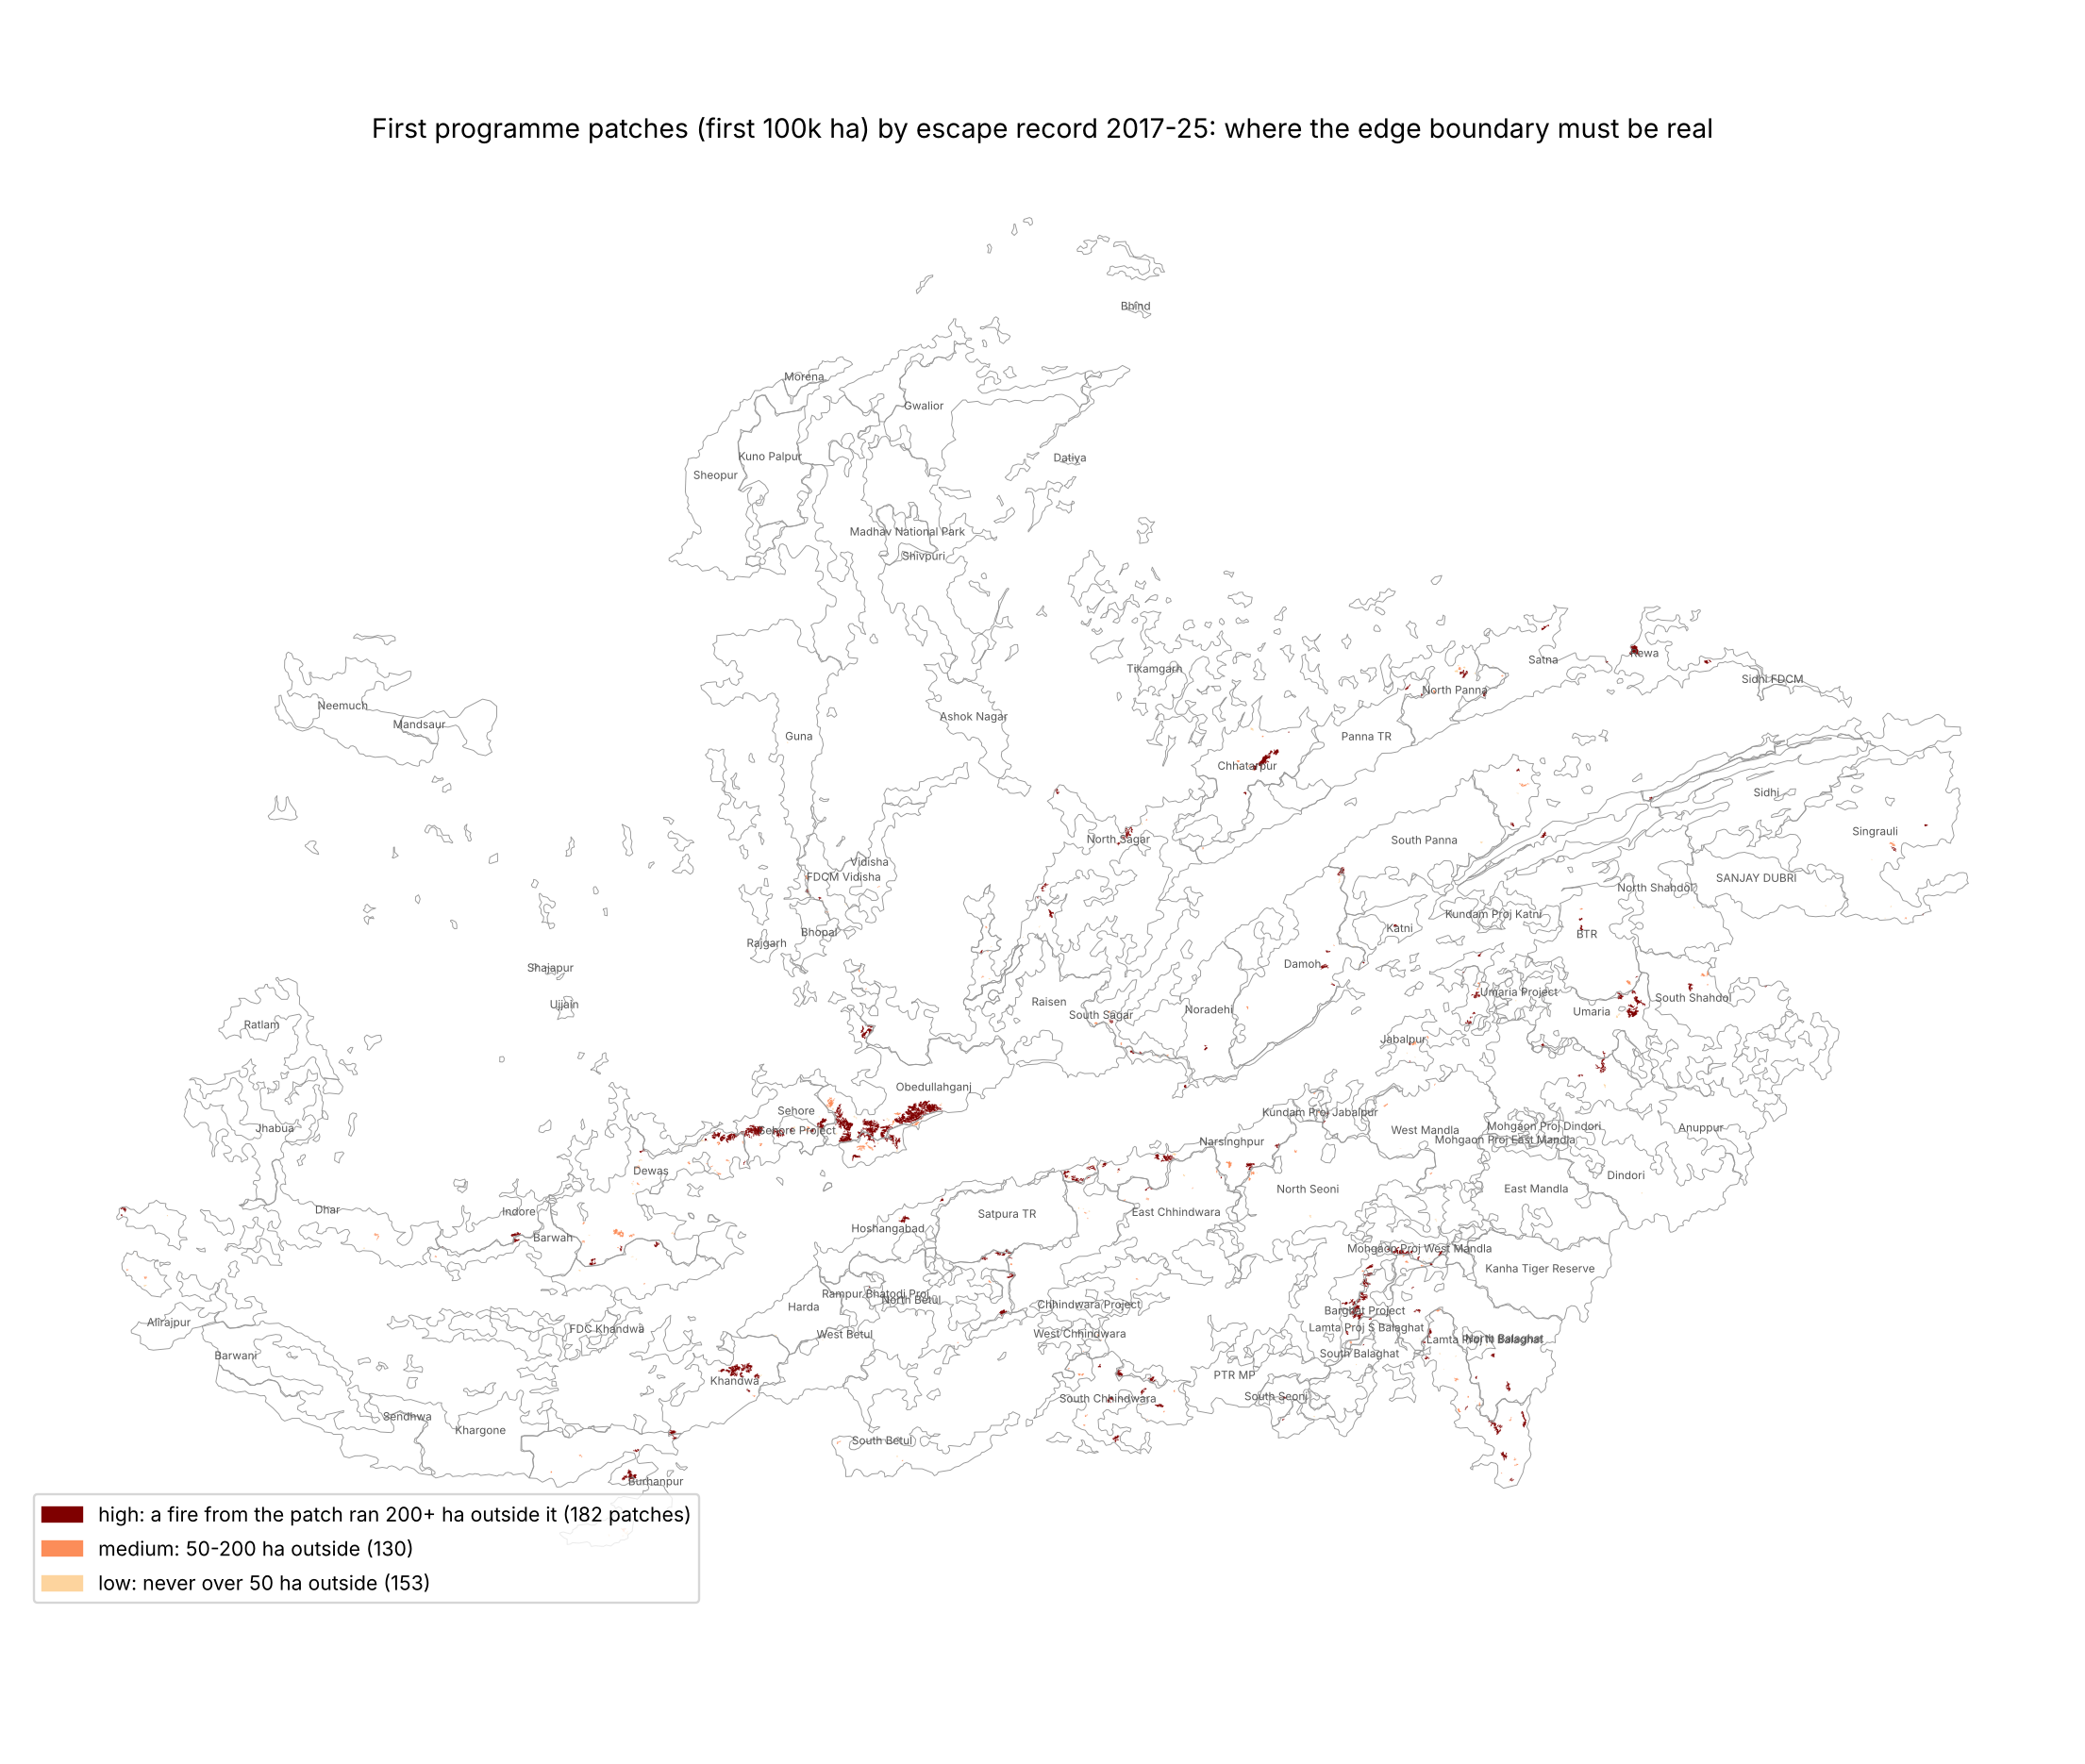 First programme patches (first 100k ha) by escape record 2017-25: where the edge boundary must be real
Bhind
Morena
Gwalior
Kuno Palpur
Datiya
Sheopur
Madhav National Park
Shivpuri
Tikamgarh
Satna
Rewa
Sidhi FDCM
North Panna
Neemuch
Mandsaur
Ashok Nagar
Guna
Panna TR
Chhatarpur
Sidhi
Singrauli
North Sagar
South Panna
Vidisha
FDCM Vidisha
SANJAY DUBRI
North Shahdol
Kundam Proj Katni
Katni
BTR
Bhopal
Rajgarh
Shajapur
Damoh
Umaria Project
South Shahdol
Ujjain
Raisen
Noradehi
South Sagar
Umaria
Ratlam
Jabalpur
Obedullahganj
Sehore
Kundam Proj Jabalpur
Jhabua
Sehore Project
West Mandla
Mohgaon Proj Dindori
Anuppur
Mohgaon Proj East Mandla
Narsinghpur
Dewas
Dindori
North Seoni
East Mandla
Dhar
Indore
Satpura TR
East Chhindwara
Hoshangabad
Barwah
Mohgaon Proj West Mandla
Kanha Tiger Reserve
Rampur Bhatodi Proj
North Betul
Harda
Chhindwara Project
Barghat Project
Alirajpur
FDC Khandwa
West Betul
West Chhindwara
Lamta Proj S Balaghat
Lamta Proj N Balaghat
North Balaghat
South Balaghat
Barwani
Khandwa
PTR MP
South Chhindwara
South Seoni
Sendhwa
Khargone
South Betul
Burhanpur
high: a fire from the patch ran 200+ ha outside it (182 patches)
medium: 50-200 ha outside (130)
low: never over 50 ha outside (153)